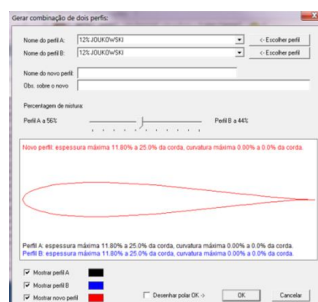 Gerar combinação de dois perfis:
Nome do perfil A: 12% JOUKOWSKI <- Escolher perfil
Nome do perfil B: 12% JOUKOWSKI <- Escolher perfil
Nome do novo perfil:
Obs. sobre o novo
Percentagem de mistura:
Perfil A a 56% Perfil B a 44%
Novo perfil: espessura máxima 11.80% a 25.0% da corda, curvatura máxima 0.00% a 0.0% da corda.
Perfil A: espessura máxima 11.80% a 25.0% da corda, curvatura máxima 0.00% a 0.0% da corda.
Perfil B: espessura máxima 11.80% a 25.0% da corda, curvatura máxima 0.00% a 0.0% da corda.
Mostrar perfil A
Mostrar perfil B
Mostrar novo perfil Desenhar polar OK -> OK Cancelar